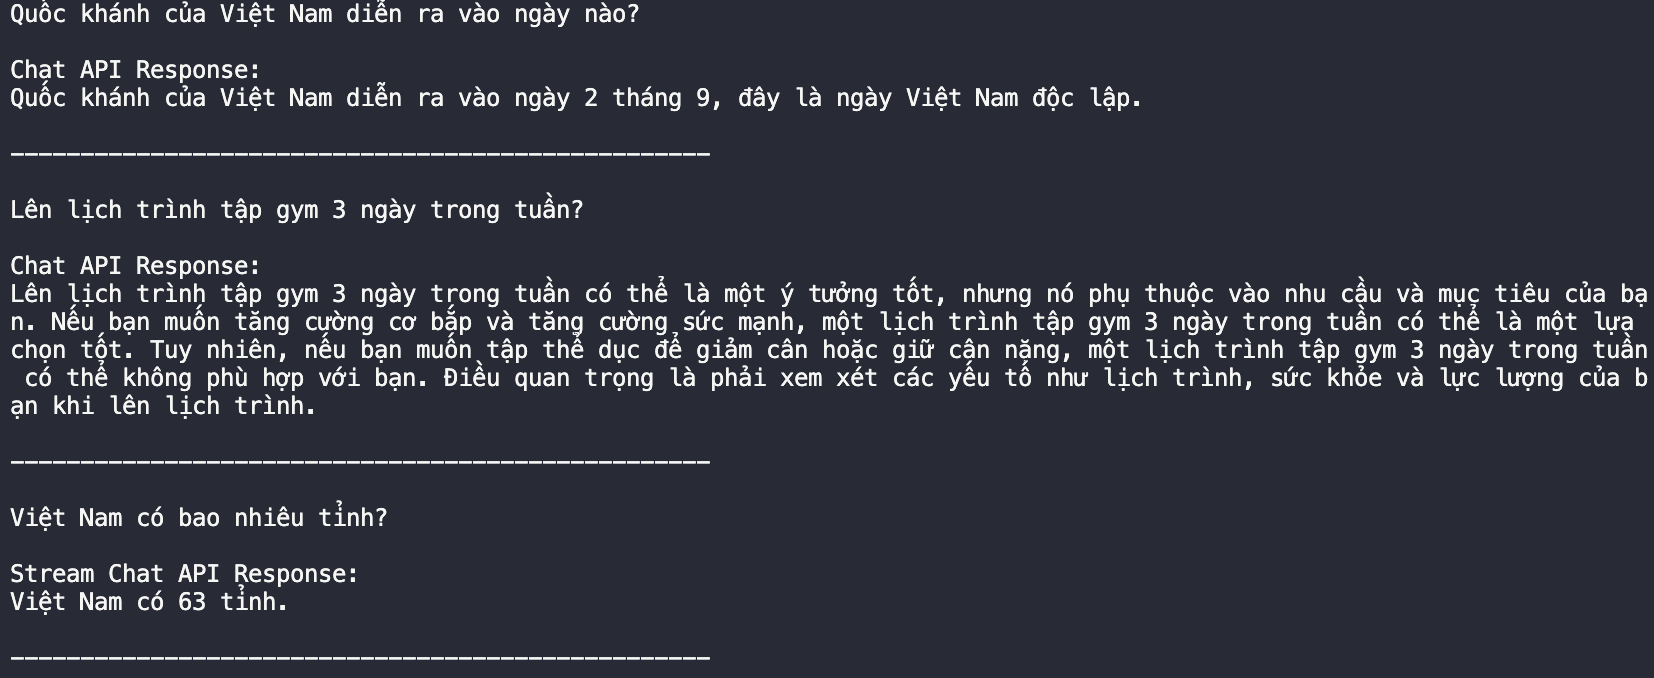 Quốc khánh của Việt Nam diễn ra vào ngày nào?
Chat API Response:
Quốc khánh của Việt Nam diễn ra vào ngày 2 tháng 9, đây là ngày Việt Nam độc lập.
--------------------------------------------------
Lên lịch trình tập gym 3 ngày trong tuần?
Chat API Response:
Lên lịch trình tập gym 3 ngày trong tuần có thể là một ý tưởng tốt, nhưng nó phụ thuộc vào nhu cầu và mục tiêu của bạ
n. Nếu bạn muốn tăng cường cơ bắp và tăng cường sức mạnh, một lịch trình tập gym 3 ngày trong tuần có thể là một lựa
chọn tốt. Tuy nhiên, nếu bạn muốn tập thể dục để giảm cân hoặc giữ cân nặng, một lịch trình tập gym 3 ngày trong tuần
có thể không phù hợp với bạn. Điều quan trọng là phải xem xét các yếu tố như lịch trình, sức khỏe và lực lượng của b
ạn khi lên lịch trình.
--------------------------------------------------
Việt Nam có bao nhiêu tỉnh?
Stream Chat API Response:
Việt Nam có 63 tỉnh.
--------------------------------------------------